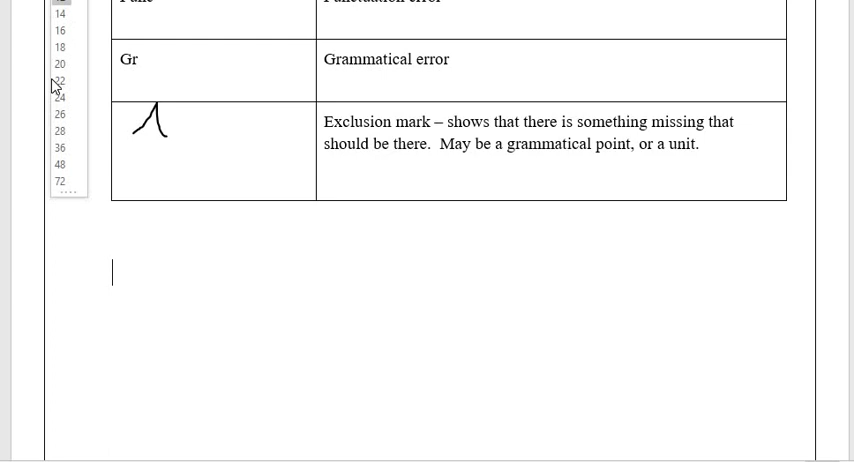 14
16
18
20
22
24
26
28
36
48
72
Gr
Grammatical error
Exclusion mark – shows that there is something missing that
should be there.  May be a grammatical point, or a unit.